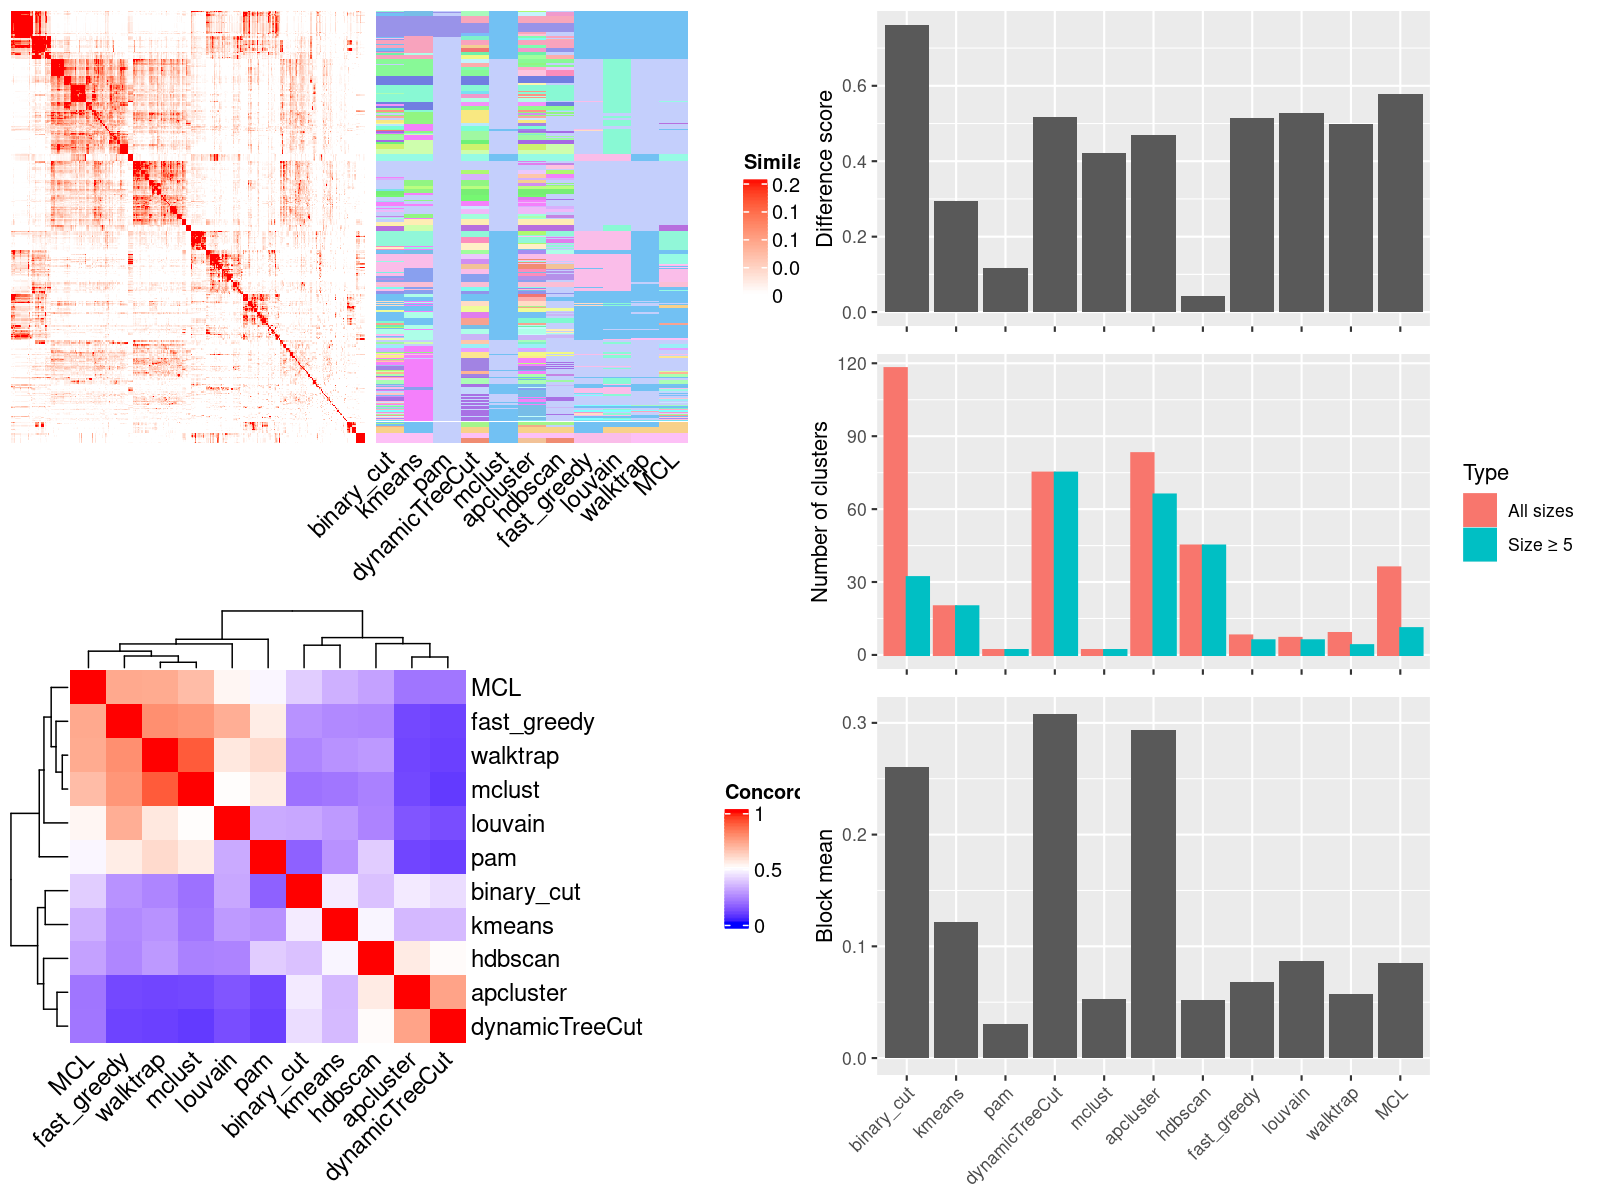 Simila
0.2
0.1
0.1
0.0
0
binary_cut
kmeans
pam
dynamicTreeCut
mclust
apcluster
hdbscan
fast_greedy
louvain
walktrap
MCL
MCL
fast_greedy
walktrap
mclust
louvain
pam
binary_cut
kmeans
hdbscan
apcluster
dynamicTreeCut
MCL
fast_greedy
walktrap
mclust
louvain
pam
binary_cut
kmeans
hdbscan
apcluster
dynamicTreeCut
Concord
1
0.5
0
Difference score
0.6
0.4
0.2
0.0
Number of clusters
120
90
60
30
0
Type
All sizes
Size ≥ 5
Block mean
0.3
0.2
0.1
0.0
binary_cut
kmeans
pam
dynamicTreeCut
mclust
apcluster
hdbscan
fast_greedy
louvain
walktrap
MCL